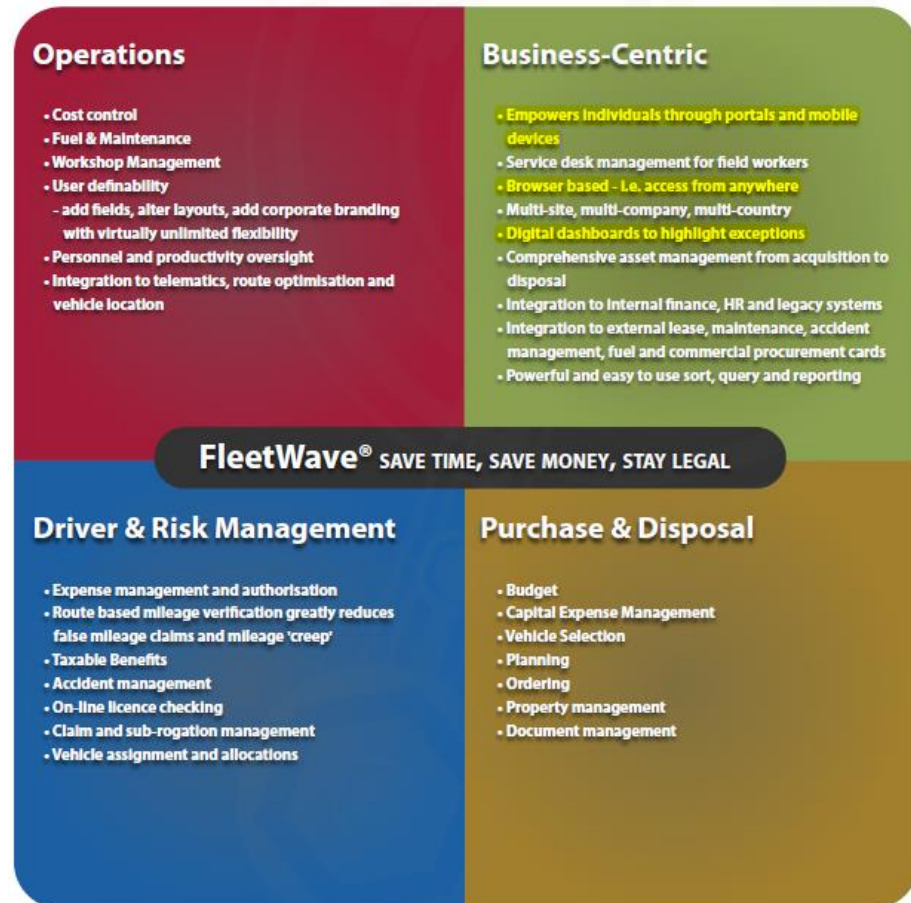 Operations
• Cost control
• Fuel & Maintenance
• Workshop Management
• User definability
- add fields, alter layouts, add corporate branding
with virtually unlimited flexibility
• Personnel and productivity oversight
• Integration to telematics, route optimisation and
vehicle location
Business-Centric
• Empowers individuals through portals and mobile
devices
• Service desk management for field workers
• Browser based - i.e. access from anywhere
• Multi-site, multi-company, multi-country
• Digital dashboards to highlight exceptions
• Comprehensive asset management from acquisition to
disposal
• Integration to internal finance, HR and legacy systems
• Integration to external lease, maintenance, accident
management, fuel and commercial procurement cards
• Powerful and easy to use sort, query and reporting
FleetWave® SAVE TIME, SAVE MONEY, STAY LEGAL
Driver & Risk Management
• Expense management and authorisation
• Route based mileage verification greatly reduces
false mileage claims and mileage 'creep'
• Taxable Benefits
• Accident management
• On-line licence checking
• Claim and sub-rogation management
• Vehicle assignment and allocations
Purchase & Disposal
• Budget
• Capital Expense Management
• Vehicle Selection
• Planning
• Ordering
• Property management
• Document management